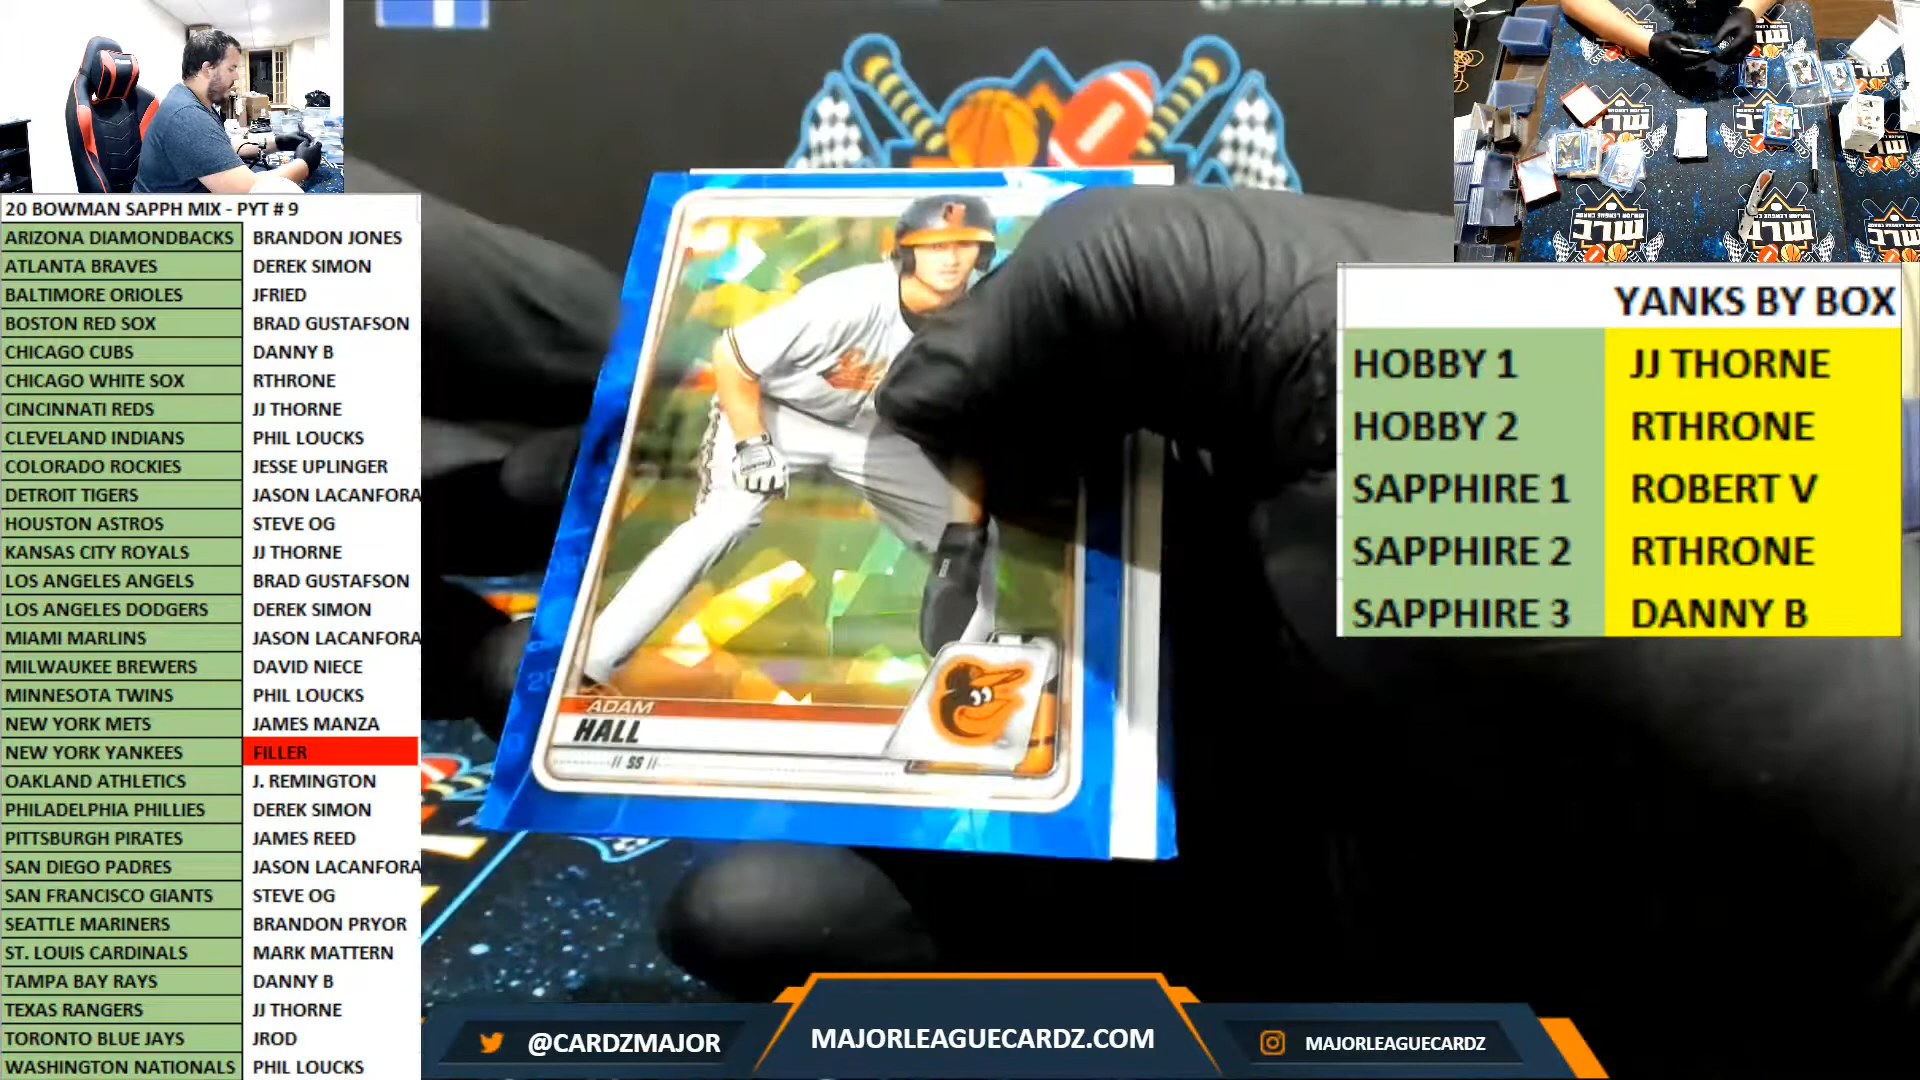 20 BOWMAN SAPPH MIX - PYT # 9
ARIZONA DIAMONDBACKS BRANDON JONES
ATLANTA BRAVES DEREK SIMON
BALTIMORE ORIOLES JFRIED
BOSTON RED SOX BRAD GUSTAFSON
CHICAGO CUBS DANNY B
CHICAGO WHITE SOX RTHRONE
CINCINNATI REDS JJ THORNE
CLEVELAND INDIANS PHIL LOUCKS
COLORADO ROCKIES JESSE UPLINGER
DETROIT TIGERS JASON LACANFORA
HOUSTON ASTROS STEVE OG
KANSAS CITY ROYALS JJ THORNE
LOS ANGELES ANGELS BRAD GUSTAFSON
LOS ANGELES DODGERS DEREK SIMON
MIAMI MARLINS JASON LACANFORA
MILWAUKEE BREWERS DAVID NIECE
MINNESOTA TWINS PHIL LOUCKS
NEW YORK METS JAMES MANZA
NEW YORK YANKEES FILLER
OAKLAND ATHLETICS J. REMINGTON
PHILADELPHIA PHILLIES DEREK SIMON
PITTSBURGH PIRATES JAMES REED
SAN DIEGO PADRES JASON LACANFORA
SAN FRANCISCO GIANTS STEVE OG
SEATTLE MARINERS BRANDON PRYOR
ST. LOUIS CARDINALS MARK MATTERN
TAMPA BAY RAYS DANNY B
TEXAS RANGERS JJ THORNE
TORONTO BLUE JAYS JROD
WASHINGTON NATIONALS PHIL LOUCKS
ADAM
HALL
// SS //
YANKS BY BOX
HOBBY 1 JJ THORNE
HOBBY 2 RTHRONE
SAPPHIRE 1 ROBERT V
SAPPHIRE 2 RTHRONE
SAPPHIRE 3 DANNY B
@CARDZMAJOR
MAJORLEAGUECARDZ.COM
MAJORLEAGUECARDZ